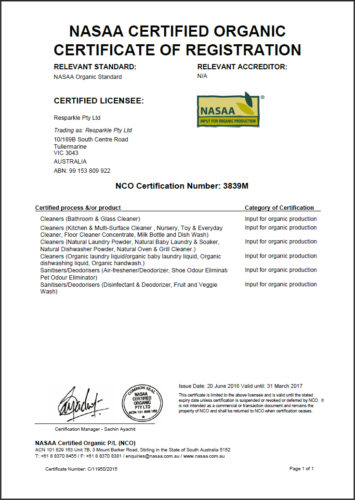 NASAA CERTIFIED ORGANIC
CERTIFICATE OF REGISTRATION
RELEVANT STANDARD:
RELEVANT ACCREDITOR:
NASAA Organic Standard
N/A
CERTIFIED LICENSEE:
Resparkle Pty Ltd
NASAA
INPUT FOR ORGANIC PRODUCTION
Trading as: Resparkle Pty Ltd
10/169B South Centre Road
Tullermarine
VIC 3043
AUSTRALIA
ABN: 99 153 809 922
NCO Certification Number: 3839M
Certified process &/or product
Category of Certification
Cleaners (Bathroom & Glass Cleaner)
Input for organic production
Cleaners (Kitchen & Multi-Surface Cleaner , Nursery, Toy & Everyday
Input for organic production
Cleaner, Floor Cleaner Concentrate, Milk Bottle and Dish Wash)
Cleaners (Natural Laundry Powder, Natural Baby Laundry & Soaker,
Input for organic production
Natural Dishwasher Powder, Natural Oven & Grill Cleaner.)
Cleaners (Organic laundry liquid/organic baby laundry liquid, Organic
Input for organic production
dishwashing liquid, Organic handwash.)
Sanitisers/Deodorisers (Air-freshener/Deodorizer, Shoe Odour Eliminato
Input for organic production
Pet Odour Eliminator)
Sanitisers/Deodorisers (Disinfectant & Deodorizer, Fruit and Veggie
Input for organic production
Wash)
COMMON SEAL
NASAA
CERTIFIED
ORGANIC
PTY LTD
Issue Date: 20 June 2016 Valid until: 31 March 2017
This certificate is limited to the above licensee and is valid until the stated
expiry date unless certification is suspended or revoked or deferred by NCO. It
is not intended as a commercial or transaction document and remains the
property of NCO and shall be returned to NCO when certification ceases.
Certification Manager - Sachin Ayachit
NASAA Certified Organic P/L (NCO)
ACN 101 829 163 Unit 7B, 3 Mount Barker Road, Stirling in the State of South Australia 5152
T: +61 8 8370 8455 | F: +61 8 8370 8381 | enquiries@nasaa.com.au | www.nasaa.com.au
Certificate Number: C/11950/2015
Page 1 of 1